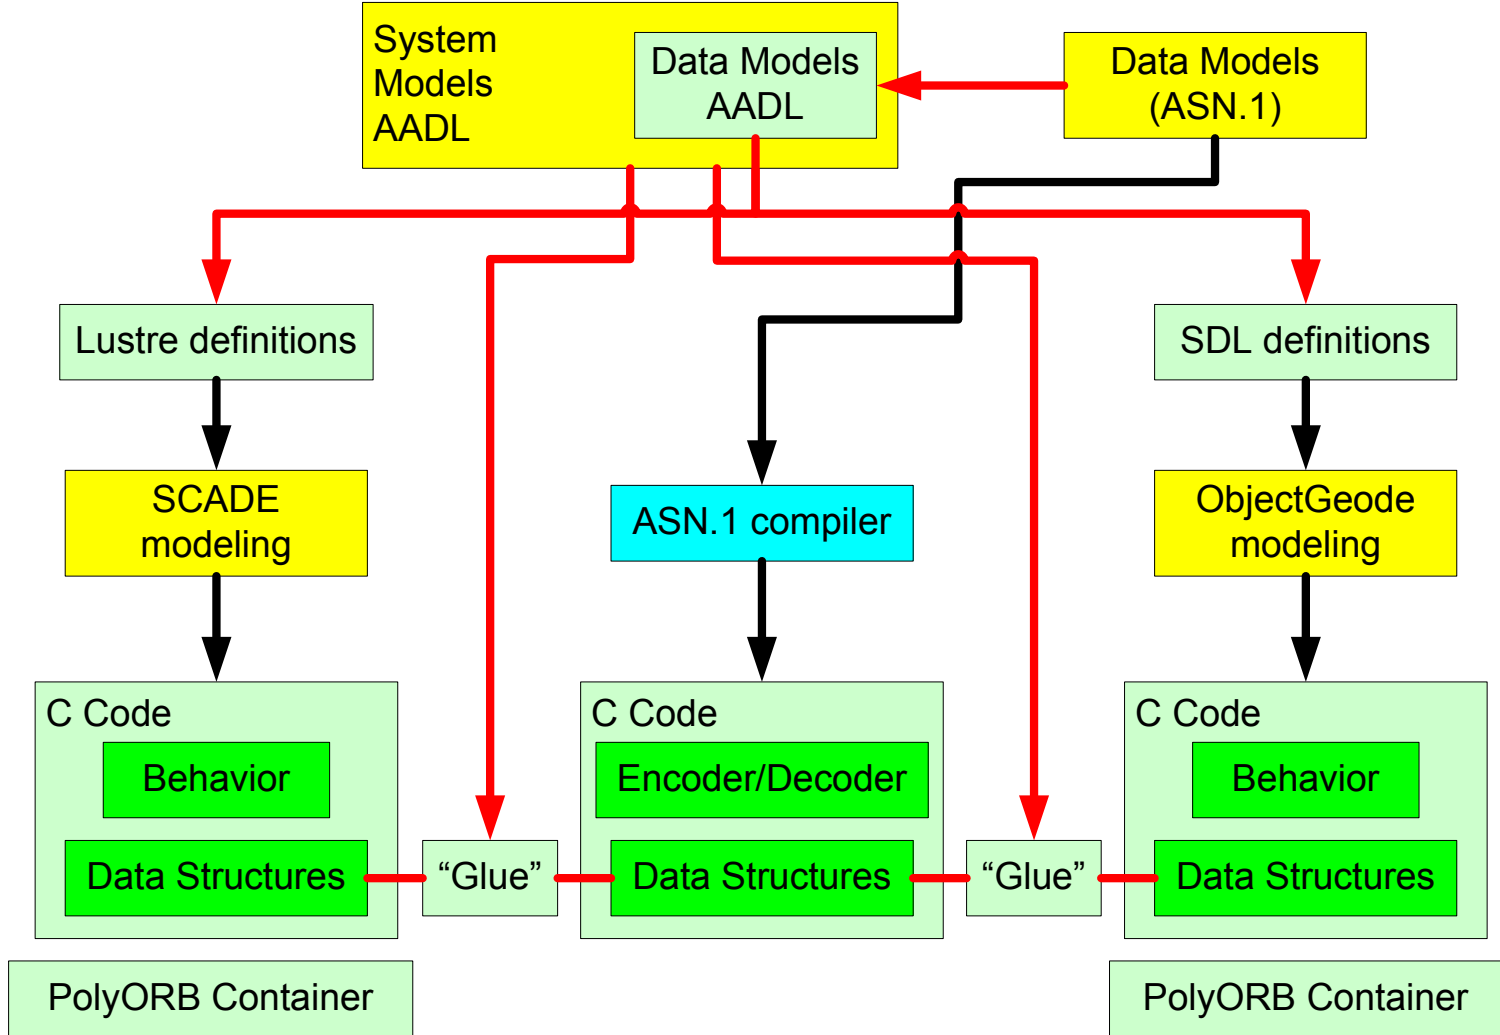 System
Models
AADL
Data Models
AADL
Data Models
(ASN.1)
Lustre definitions
SDL definitions
SCADE
modeling
ASN.1 compiler
ObjectGeode
modeling
C Code
Behavior
Data Structures
“Glue”
C Code
Encoder/Decoder
Data Structures
“Glue”
C Code
Behavior
Data Structures
PolyORB Container
PolyORB Container